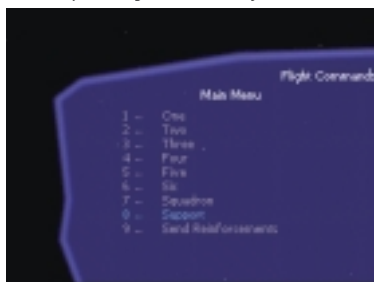 Flight Commands
Main Menu
1 - One
2 - Two
3 - Three
4 - Four
5 - Five
6 - Six
7 - Squadron
8 - Support
9 - Send Reinforcements